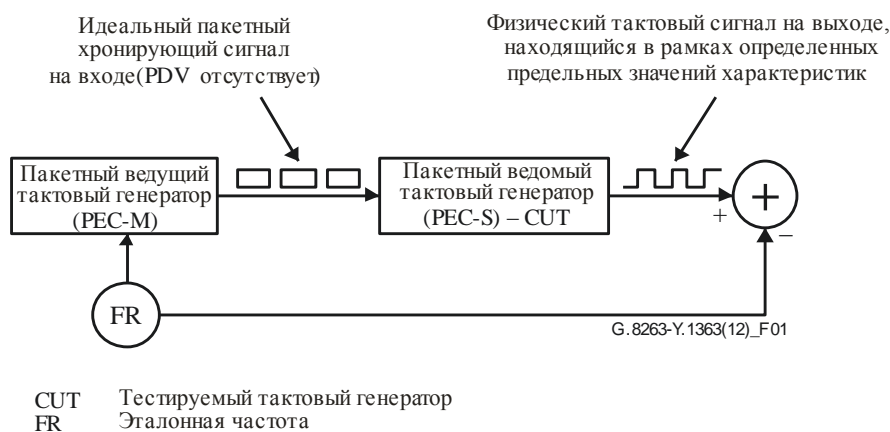 Идеальный пакетный
хронирующий сигнал
на входе(PDV отсутствует)
Физический тактовый сигнал на выходе,
находящийся в рамках определенных
предельных значений характеристик
Пакетный ведущий
тактовый генератор
(PEC-M)
Пакетный ведомый
тактовый генератор
(PEC-S) – CUT
+
+
–
FR
G.8263-Y.1363(12)_F01
CUT Тестируемый тактовый генератор
FR Эталонная частота